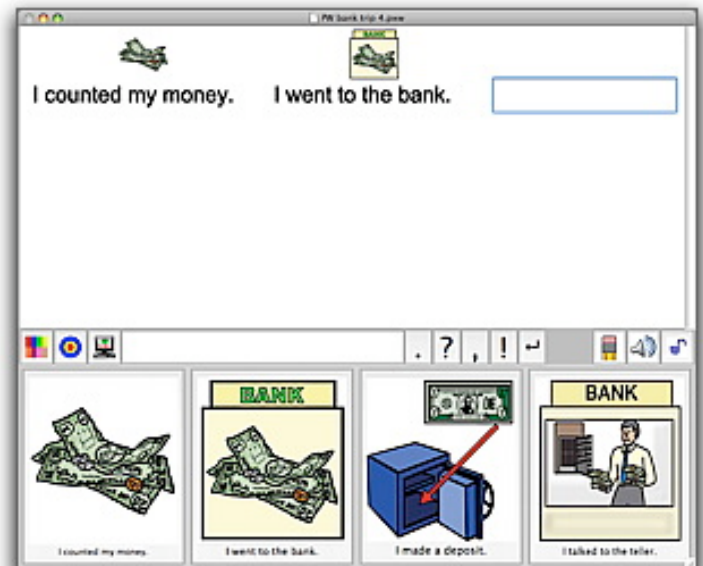 PW bank trip 4.pww
I counted my money. I went to the bank.
. ? , ! ↵
BANK
BANK
I counted my money. I went to the bank. I made a deposit. I talked to the teller.